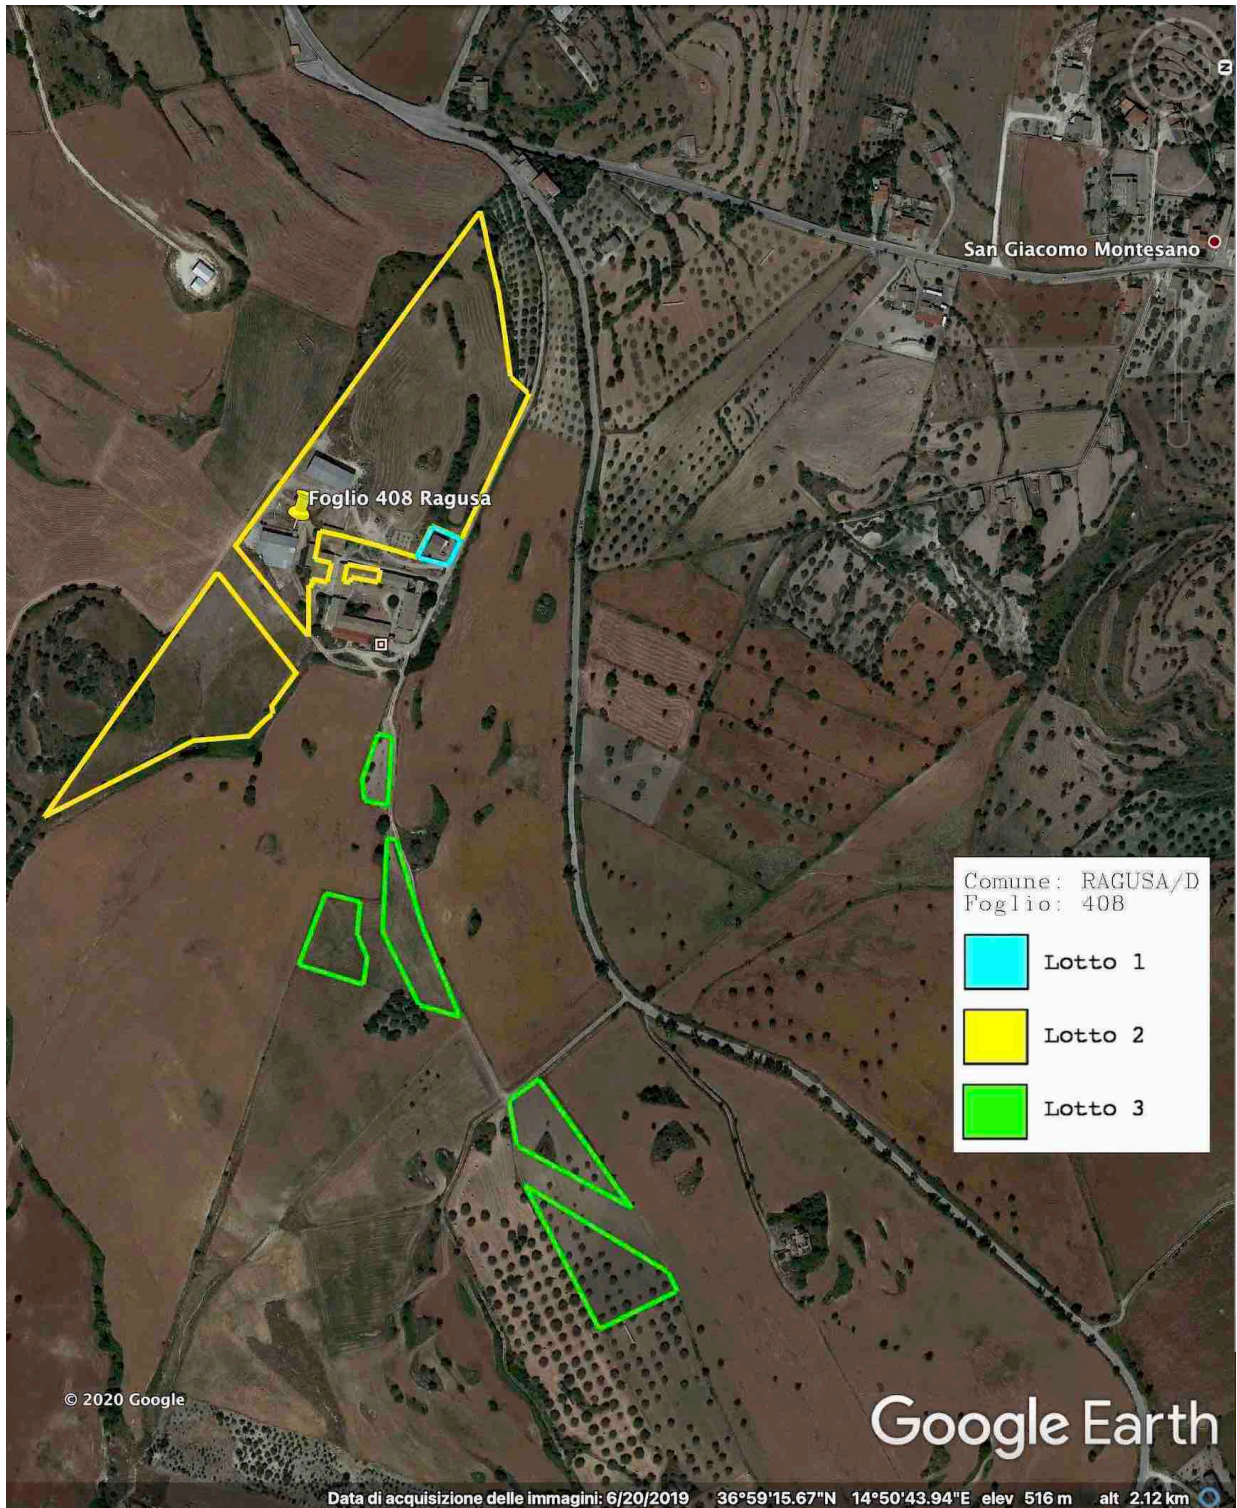 N
San Giacomo Montesano
Foglio 408 Ragusa
Comune: RAGUSA/D
Foglio: 408
Lotto 1
Lotto 2
Lotto 3
© 2020 Google
Google Earth
Data di acquisizione delle immagini: 6/20/2019 36°59'15.67"N 14°50'43.94"E elev 516 m alt 2.12 km